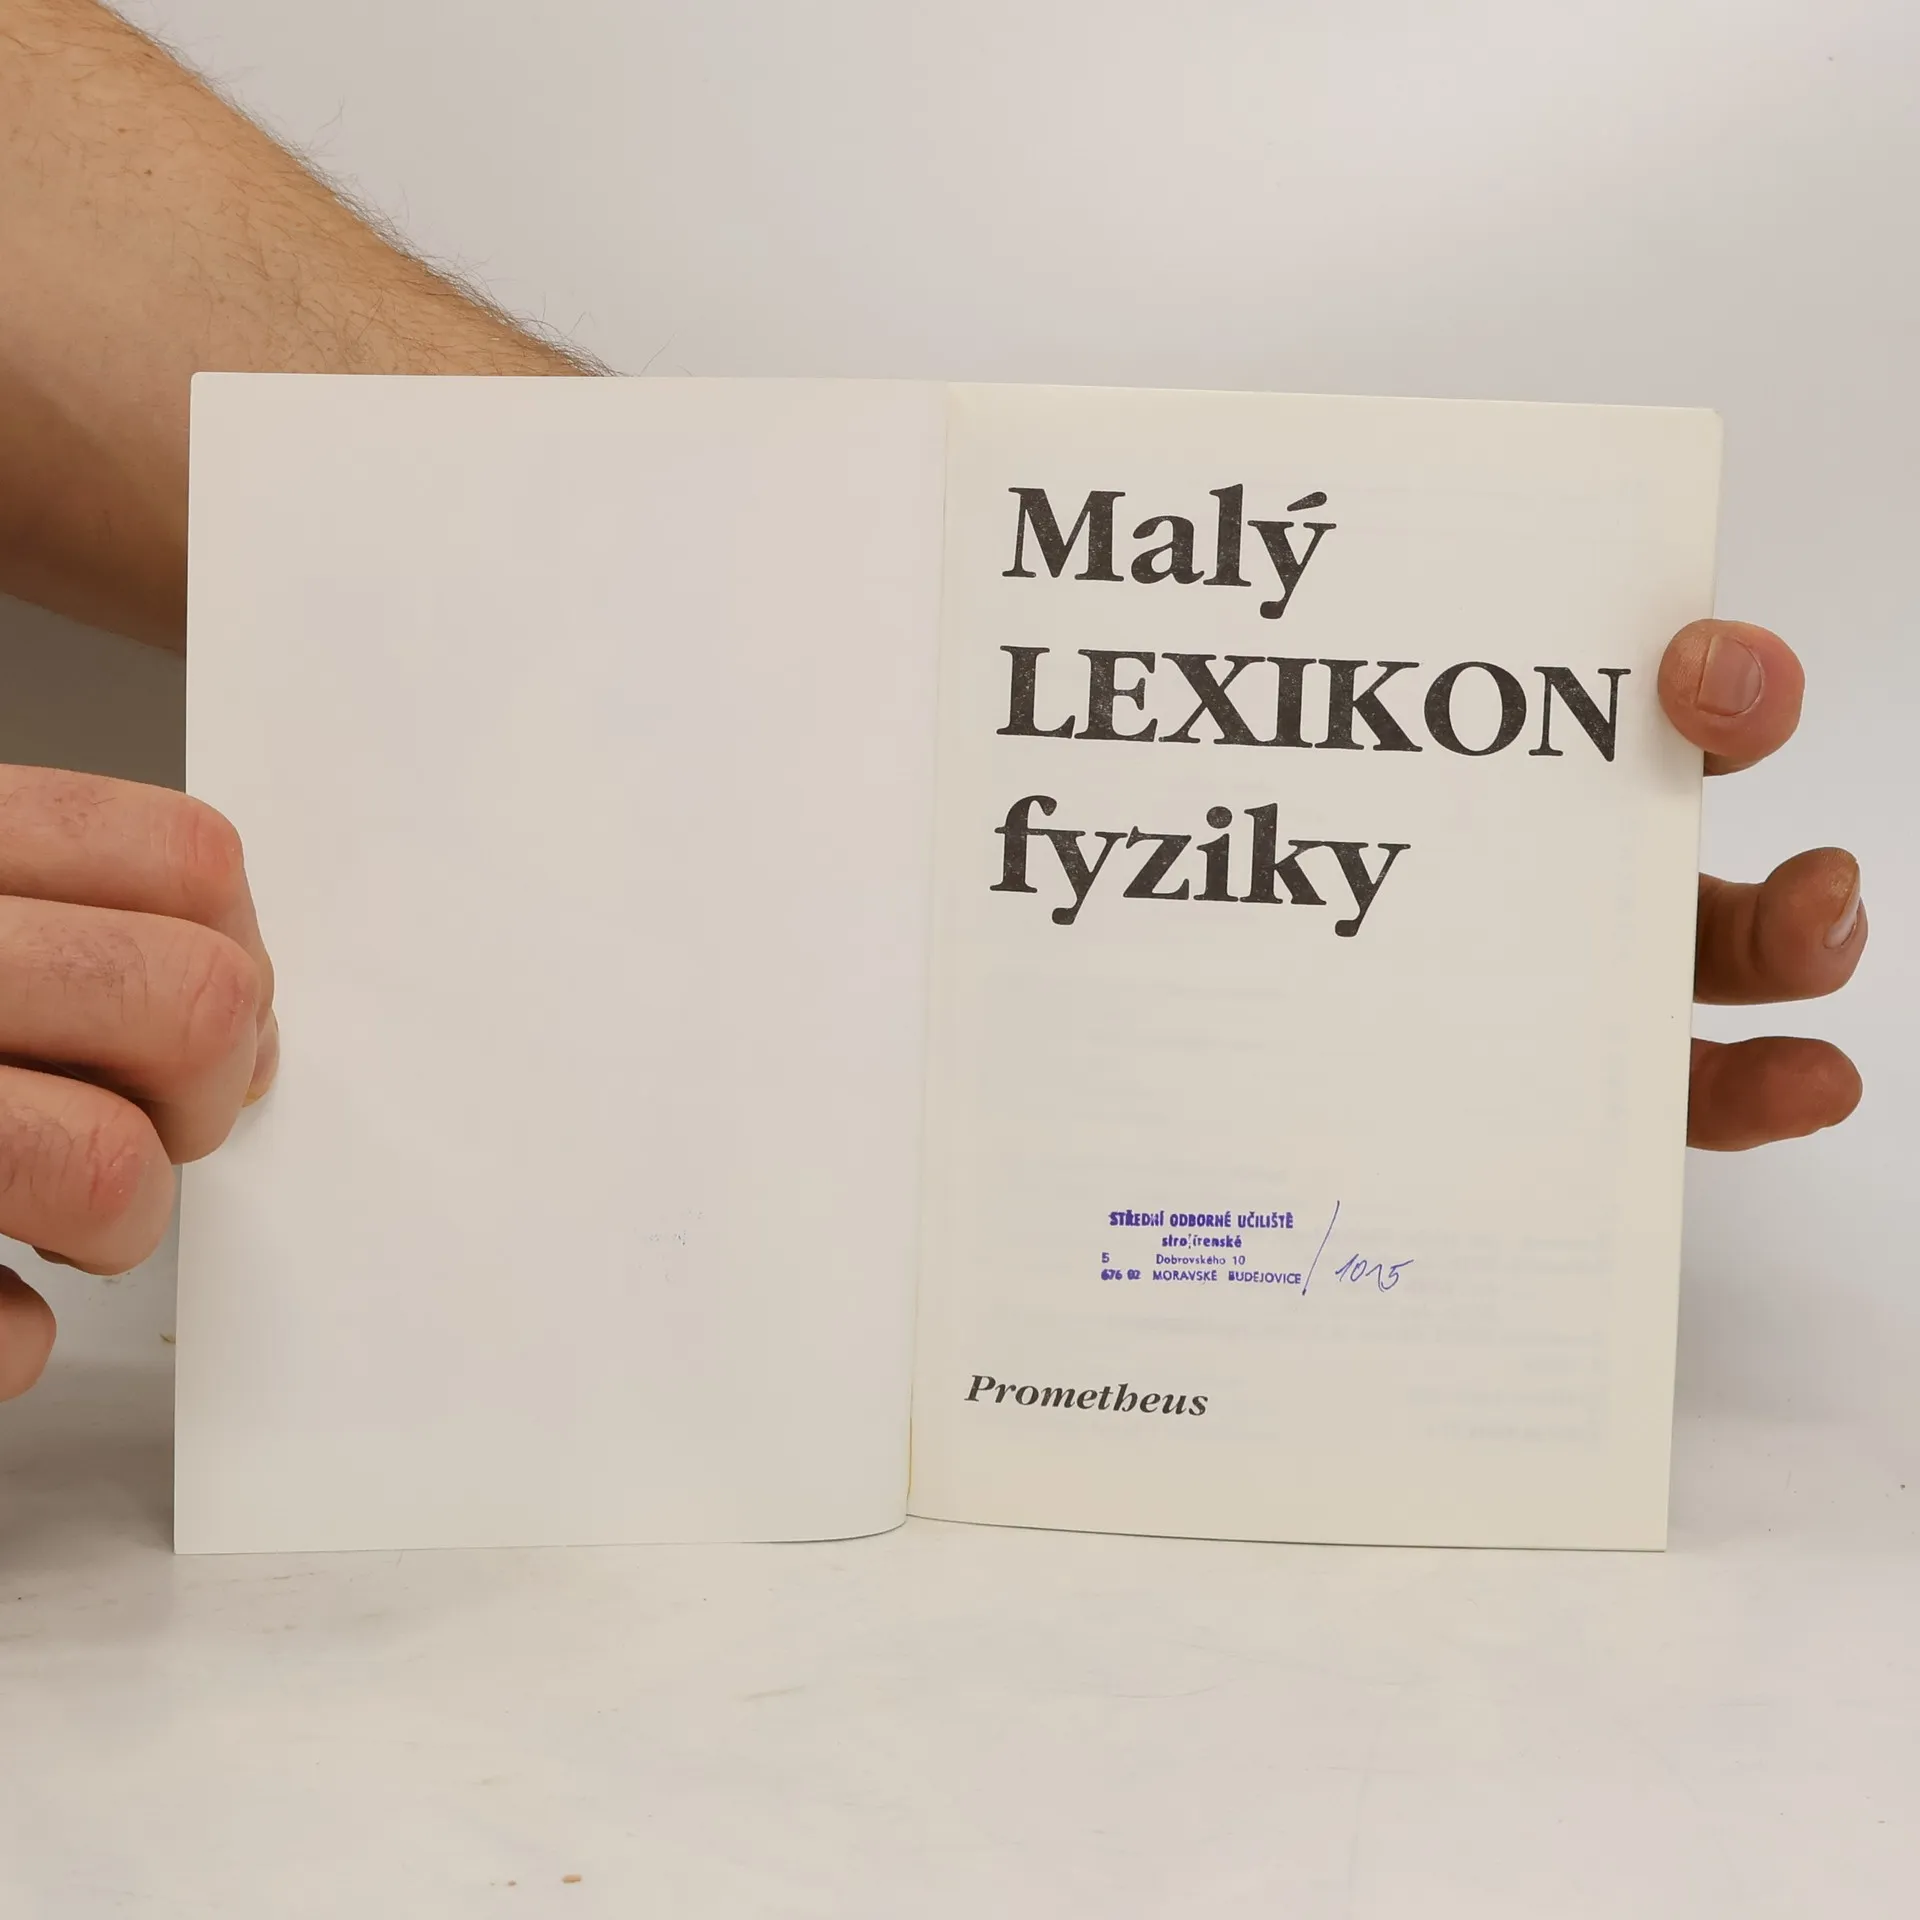 Malý
LEXIKON
fyziky
STŘEDNÍ ODBORNÉ UČILIŠTĚ
strojírenské
5 Dobrovského 10
676 02 MORAVSKÉ BUDĚJOVICE / 1015
Prometheus